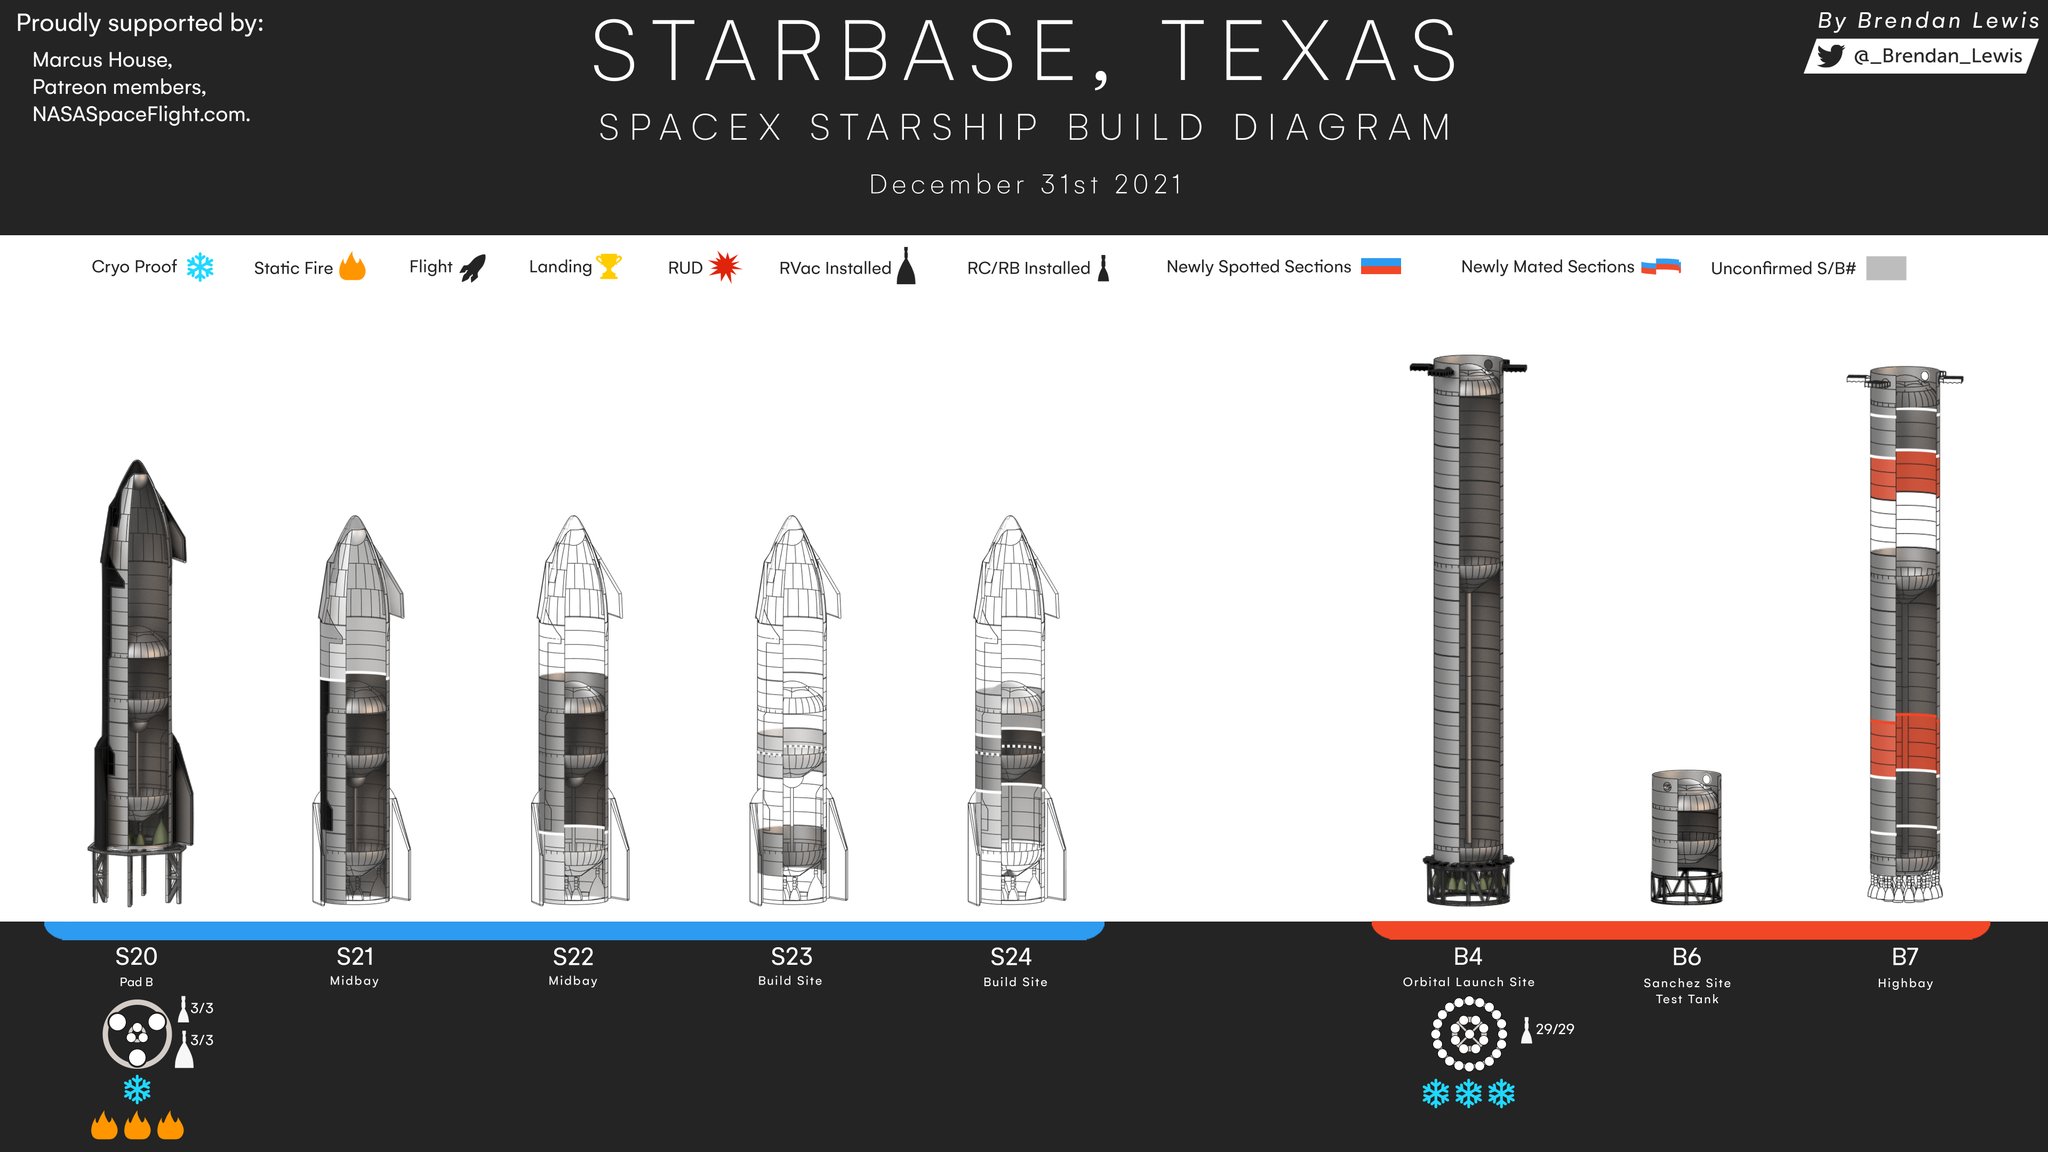 Proudly supported by:
Marcus House,
Patreon members,
NASASpaceFlight.com.
STARBASE, TEXAS
SPACEX STARSHIP BUILD DIAGRAM
December 31st 2021
By Brendan Lewis
@_Brendan_Lewis
Cryo Proof Static Fire Flight Landing RUD RVac Installed RC/RB Installed Newly Spotted Sections Newly Mated Sections Unconfirmed S/B#
S20 S21 S22 S23 S24 B4 B6 B7
Pad B Midbay Midbay Build Site Build Site Orbital Launch Site Sanchez Site Highbay
Test Tank
3/3
29/29
3/3